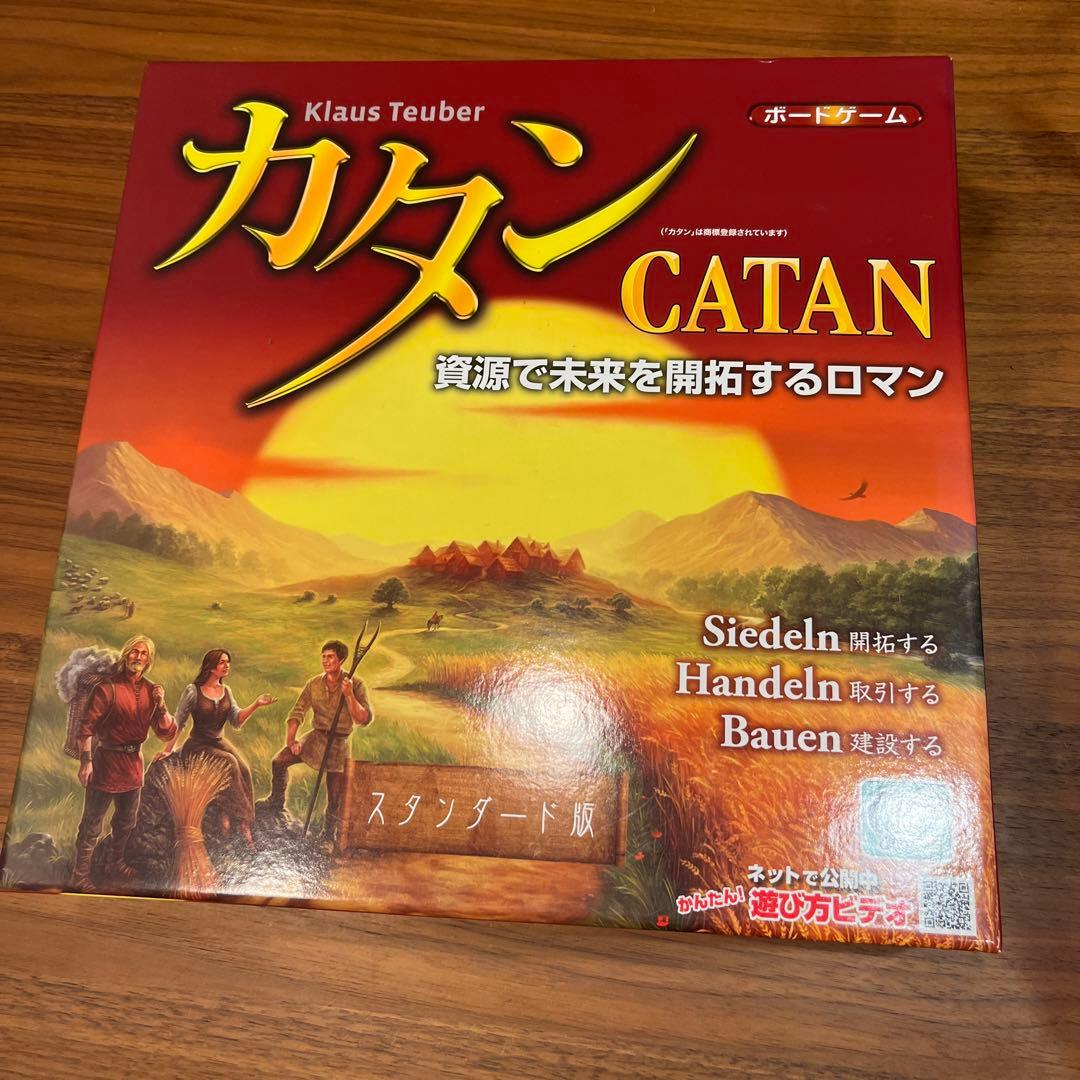 Klaus Teuber
カタン
ボードゲーム
(「カタン」は商標登録されています)
CATAN
資源で未来を開拓するロマン
Siedeln 開拓する
Handeln 取引する
Bauen 建設する
スタンダード版
ネットで公開中
かんたん! 遊び方ビデオ